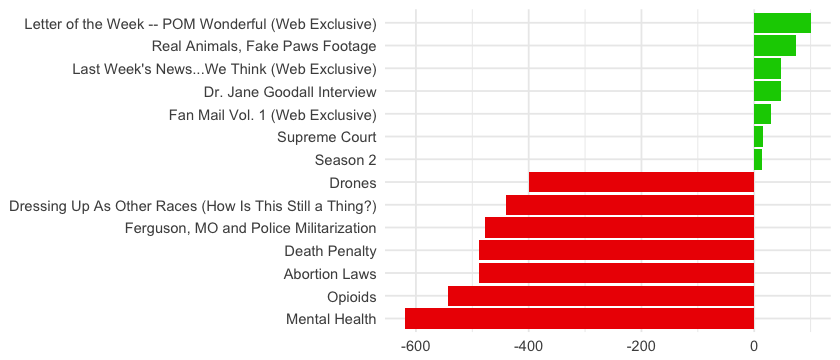 Letter of the Week -- POM Wonderful (Web Exclusive)
Real Animals, Fake Paws Footage
Last Week's News...We Think (Web Exclusive)
Dr. Jane Goodall Interview
Fan Mail Vol. 1 (Web Exclusive)
Supreme Court
Season 2
Drones
Dressing Up As Other Races (How Is This Still a Thing?)
Ferguson, MO and Police Militarization
Death Penalty
Abortion Laws
Opioids
Mental Health
-600 -400 -200 0